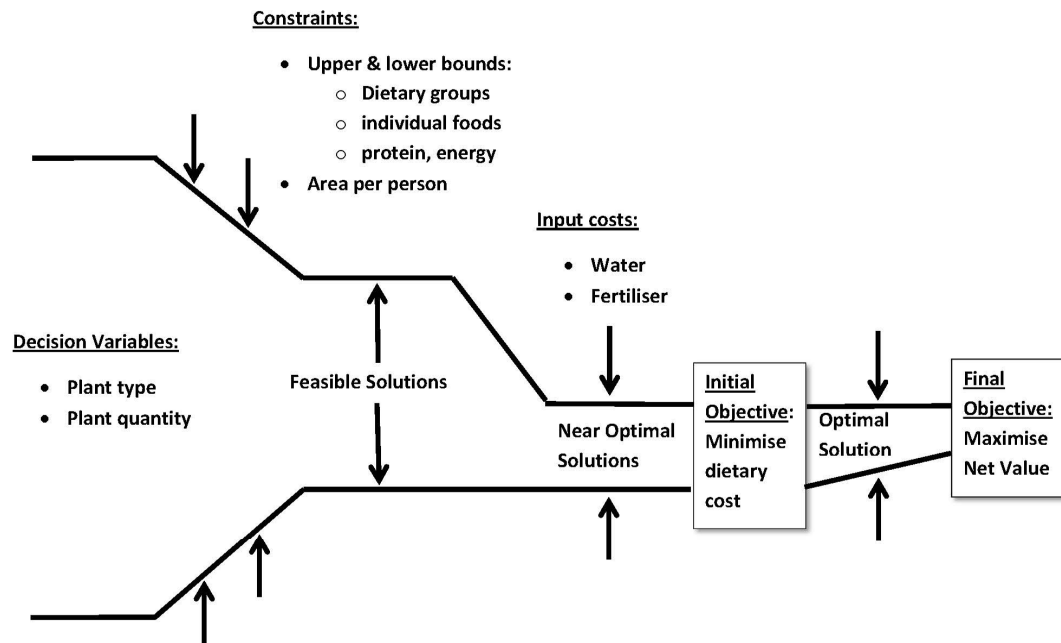 Constraints:
• Upper & lower bounds:
o Dietary groups
o individual foods
o protein, energy
• Area per person
Input costs:
• Water
• Fertiliser
Decision Variables:
• Plant type
• Plant quantity
Feasible Solutions
Near Optimal
Solutions
Initial
Objective:
Minimise
dietary
cost
Optimal
Solution
Final
Objective:
Maximise
Net Value